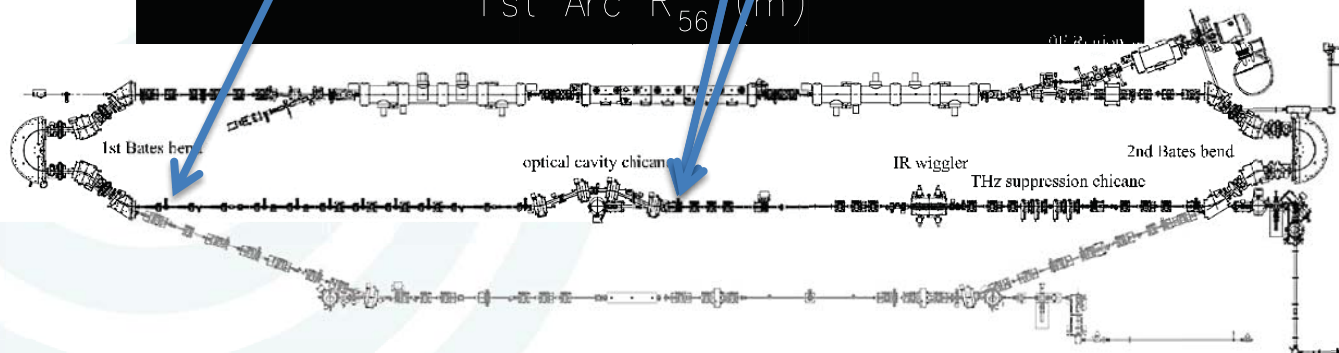 1st Arc R56 (m)
1st Bates bend
optical cavity chicane
IR wiggler
2nd Bates bend
THz suppression chicane